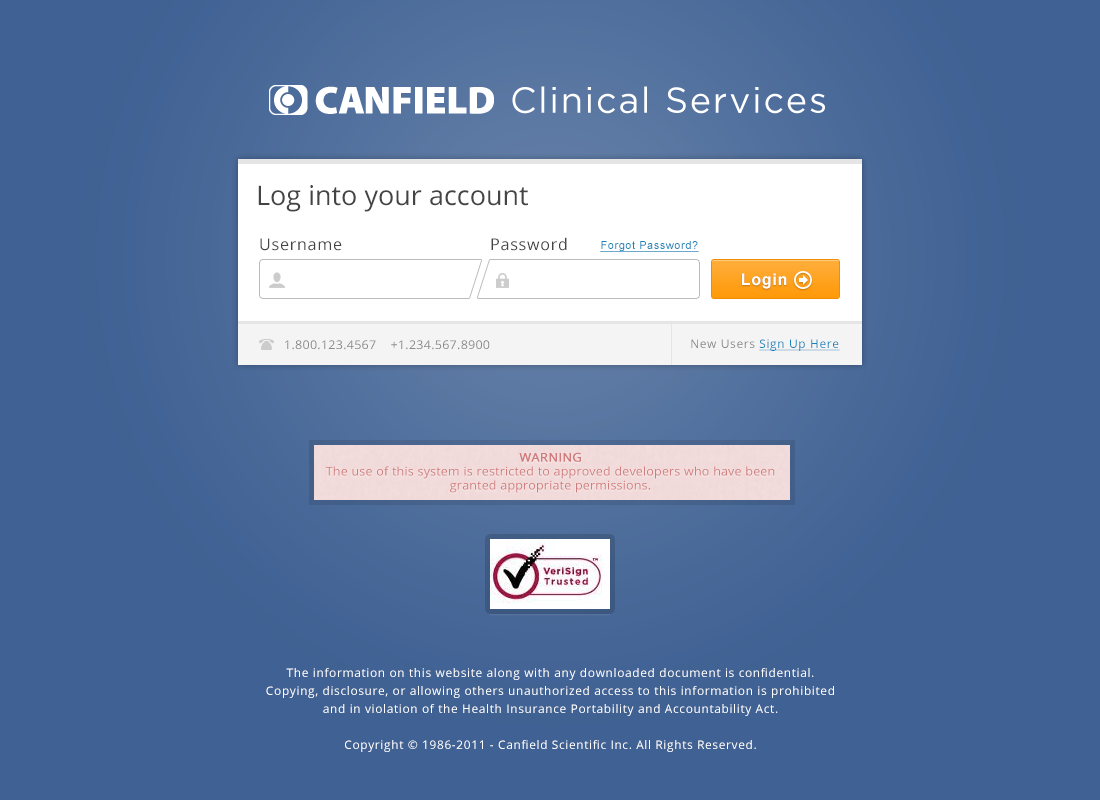 CANFIELD Clinical Services
Log into your account
Username
Password
Forgot Password?
Login
1.800.123.4567 +1.234.567.8900
New Users Sign Up Here
WARNING
The use of this system is restricted to approved developers who have been
granted appropriate permissions.
VeriSign™
Trusted
The information on this website along with any downloaded document is confidential.
Copying, disclosure, or allowing others unauthorized access to this information is prohibited
and in violation of the Health Insurance Portability and Accountability Act.
Copyright © 1986-2011 - Canfield Scientific Inc. All Rights Reserved.